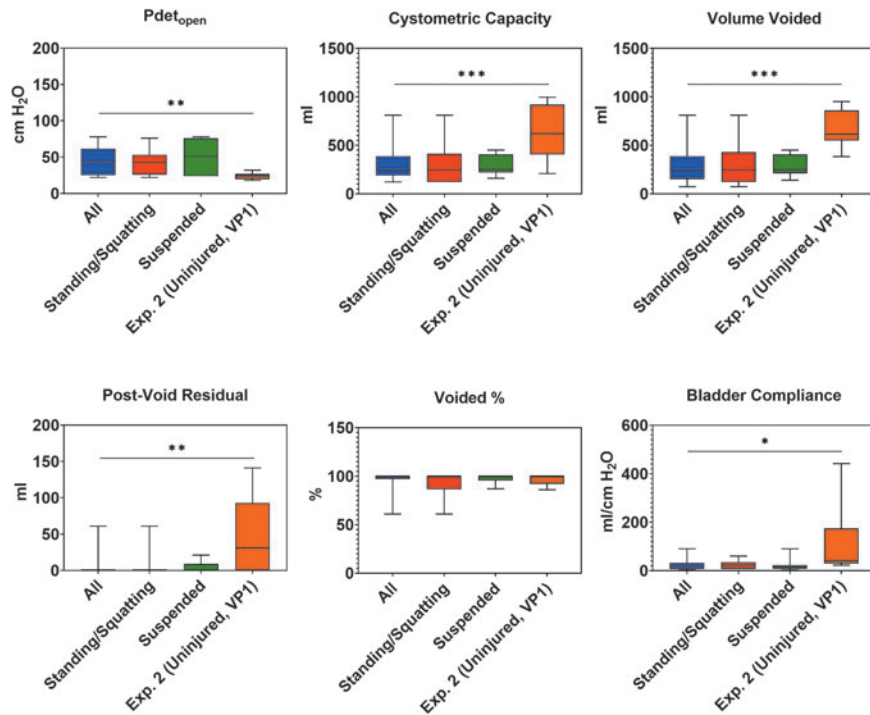 Pdetopen
Cystometric Capacity
Volume Voided
200
150
100
50
0
cm H2O
**
All
Standing/Squatting
Suspended
Exp. 2 (Uninjured, VP1)
1000
500
0
ml
***
All
Standing/Squatting
Suspended
Exp. 2 (Uninjured, VP1)
1000
500
0
ml
***
All
Standing/Squatting
Suspended
Exp. 2 (Uninjured, VP1)
Post-Void Residual
Voided %
Bladder Compliance
200
150
100
50
0
ml
**
All
Standing/Squatting
Suspended
Exp. 2 (Uninjured, VP1)
150
100
50
0
%
All
Standing/Squatting
Suspended
Exp. 2 (Uninjured, VP1)
600
400
200
0
ml/cm H2O
*
All
Standing/Squatting
Suspended
Exp. 2 (Uninjured, VP1)